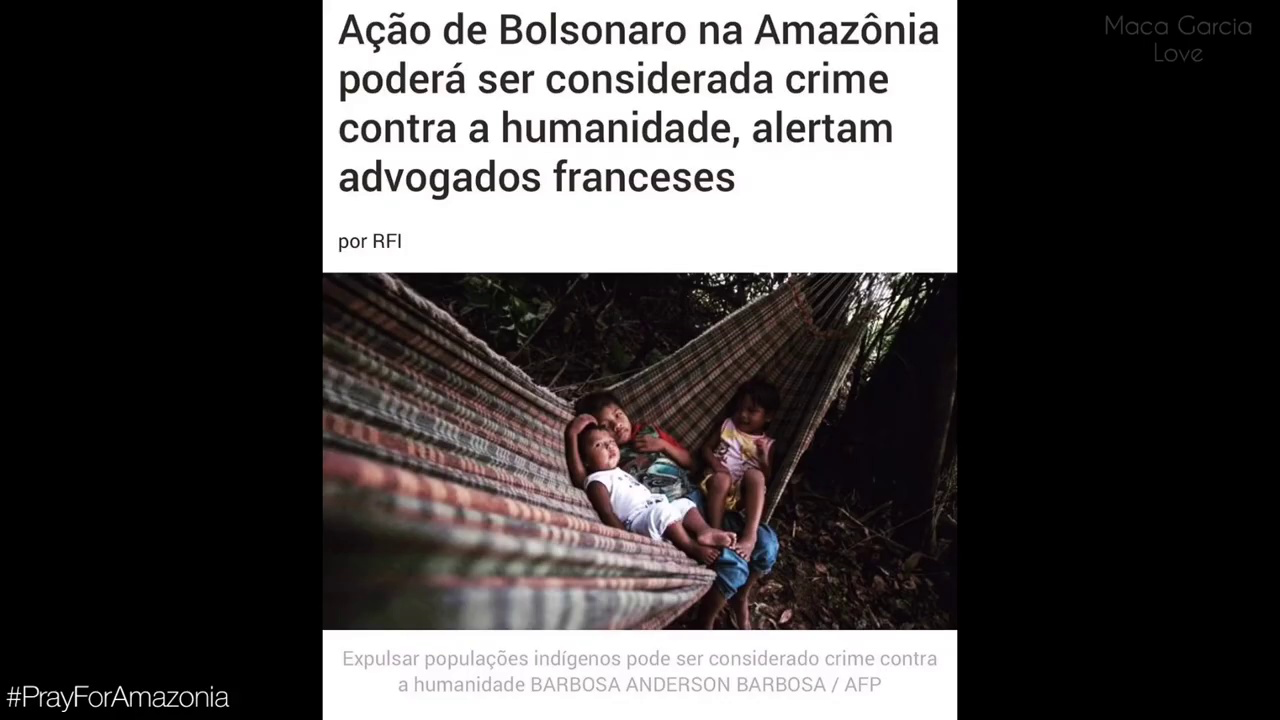 Ação de Bolsonaro na Amazônia
poderá ser considerada crime
contra a humanidade, alertam
advogados franceses
por RFI
Expulsar populações indígenos pode ser considerado crime contra
a humanidade BARBOSA ANDERSON BARBOSA / AFP
Maca Garcia
Love
#PrayForAmazonia